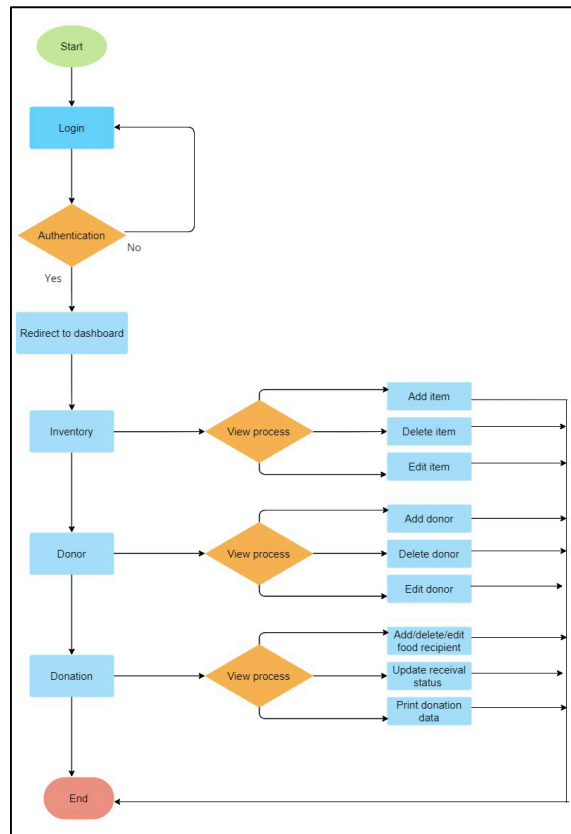 Start
Login
Authentication
No
Yes
Redirect to dashboard
Inventory
View process
Add item
Delete item
Edit item
Donor
View process
Add donor
Delete donor
Edit donor
Donation
View process
Add/delete/edit
food recipient
Update receival
status
Print donation
data
End